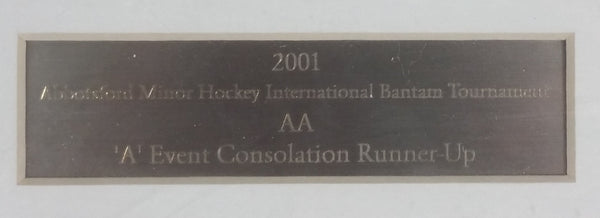 2001
Abbotsford Minor Hockey International Bantam Tournament
AA
'A' Event Consolation Runner-Up